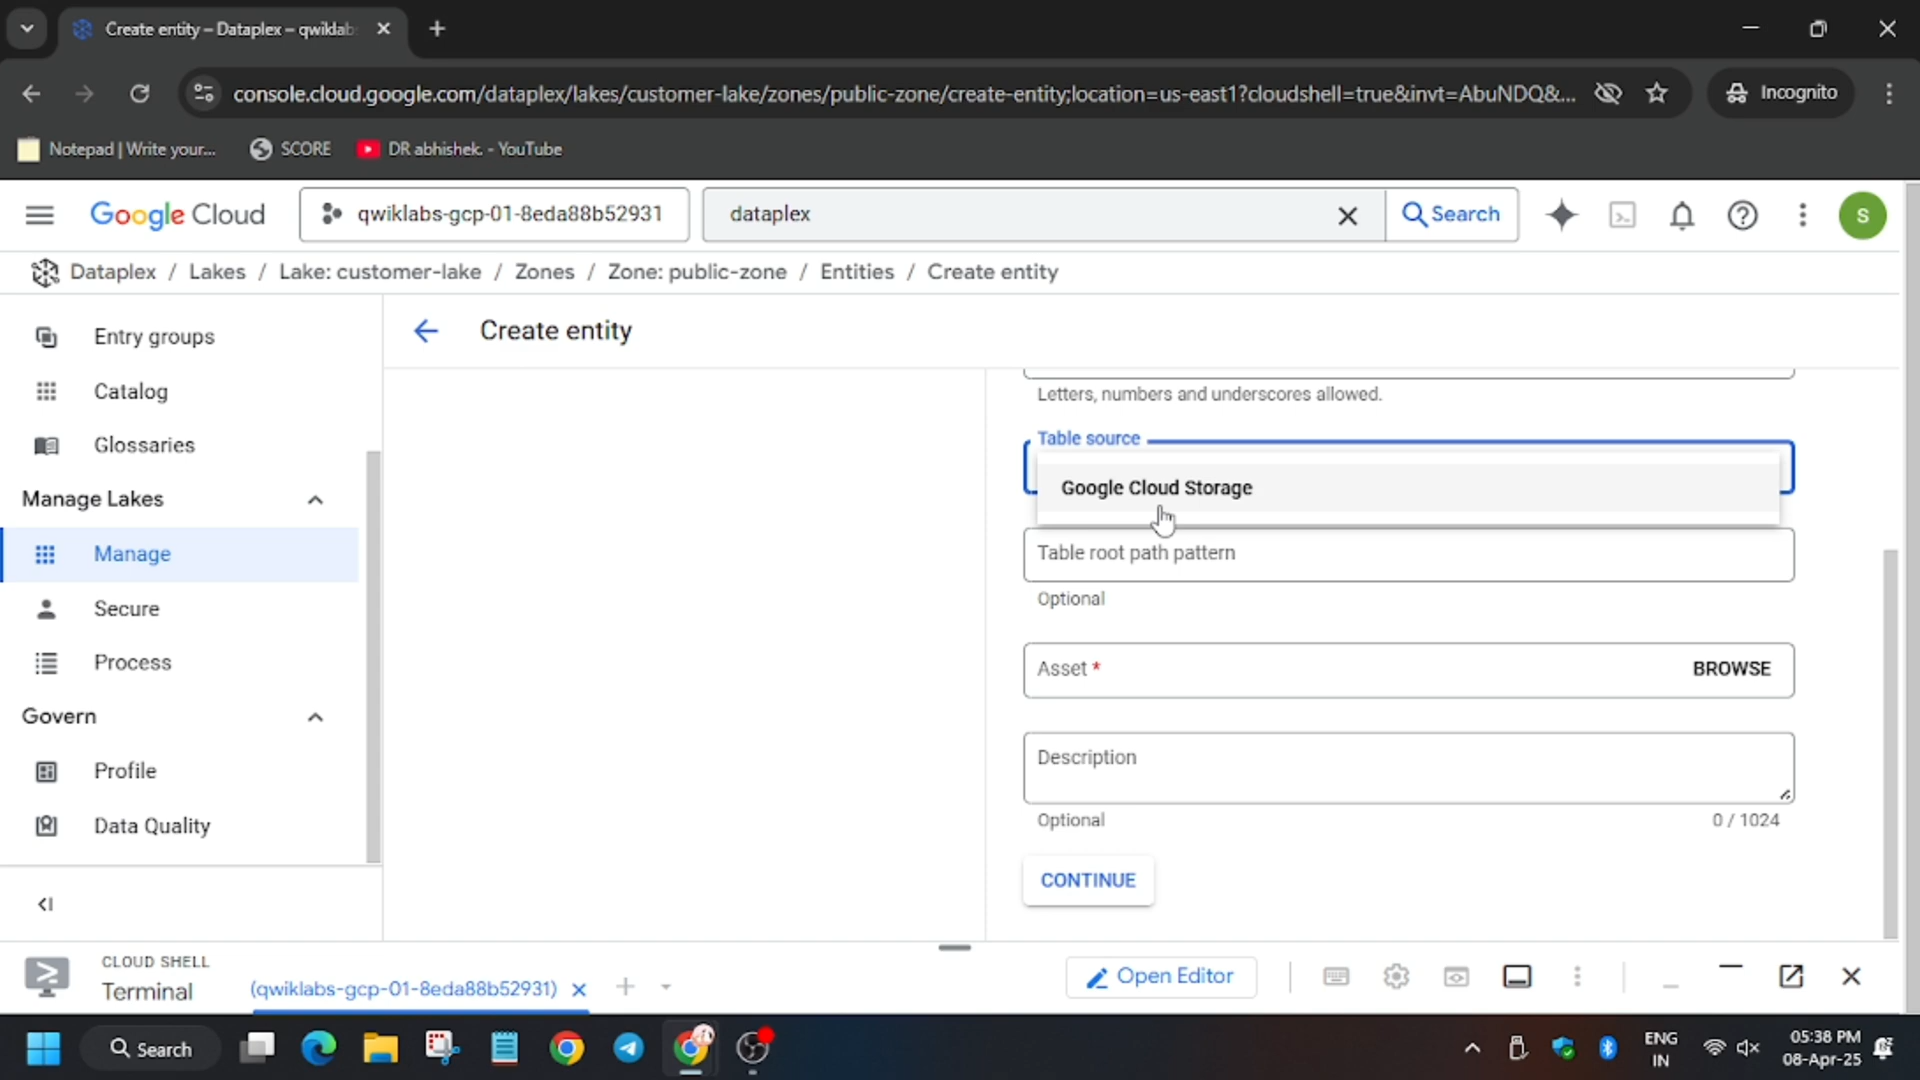 Create entity – Dataplex – qwiklab
console.cloud.google.com/dataplex/lakes/customer-lake/zones/public-zone/create-entity;location=us-east1?cloudshell=true&invt=AbuNDQ&...
Incognito
Notepad | Write your...
SCORE
DR abhishek. - YouTube
Google Cloud
qwiklabs-gcp-01-8eda88b52931
dataplex
Search
S
Dataplex / Lakes / Lake: customer-lake / Zones / Zone: public-zone / Entities / Create entity
Entry groups
Catalog
Glossaries
Manage Lakes
Manage
Secure
Process
Govern
Profile
Data Quality
Create entity
Letters, numbers and underscores allowed.
Table source
Google Cloud Storage
Table root path pattern
Optional
Asset *
BROWSE
Description
Optional
0 / 1024
CONTINUE
CLOUD SHELL
Terminal
(qwiklabs-gcp-01-8eda88b52931)
Open Editor
Search
ENG
IN
05:38 PM
08-Apr-25